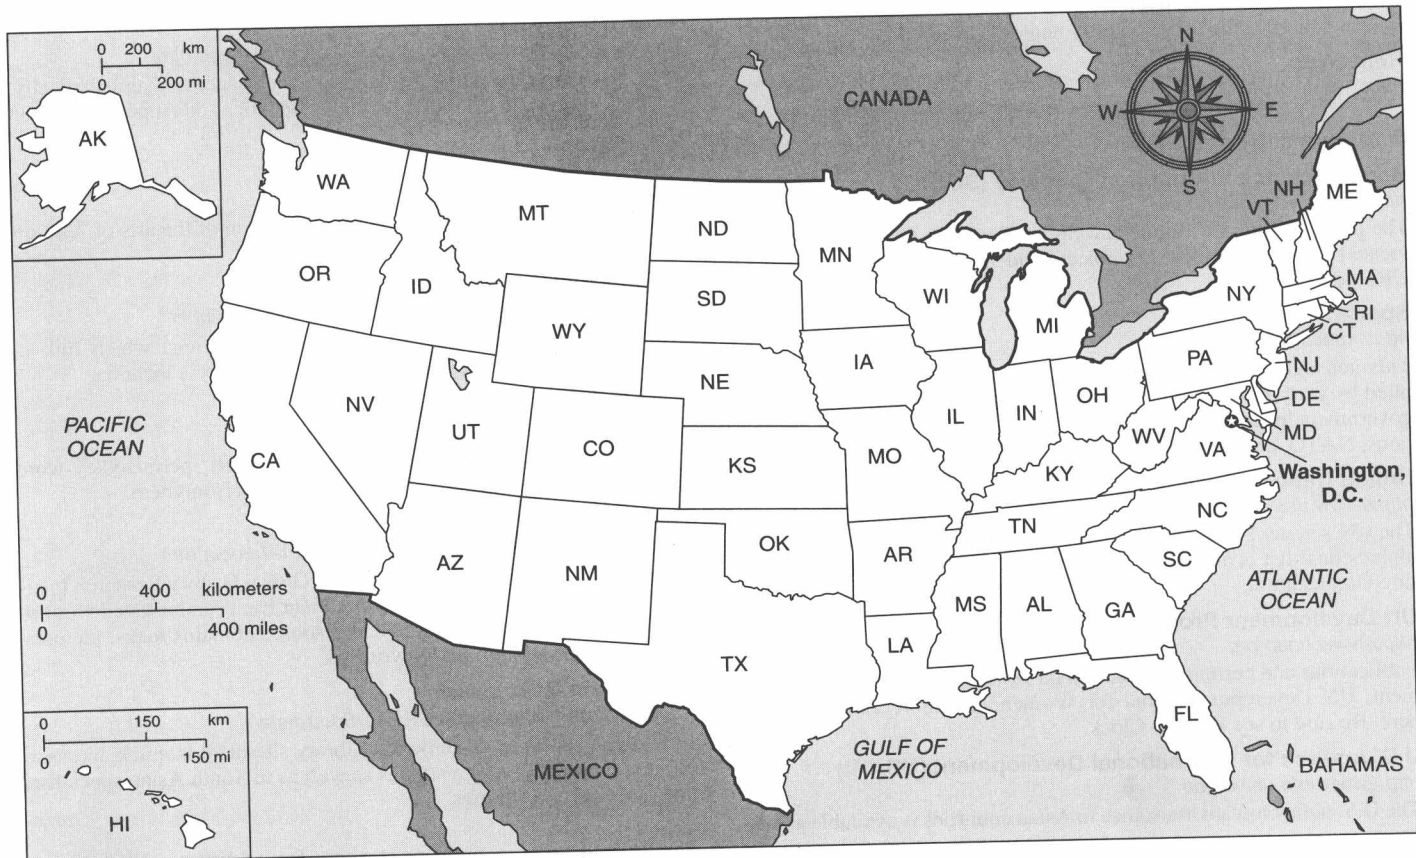 0 200 km
0 200 mi
AK
CANADA
N
W E
S
WA
MT
ND
MN
OR
ID
SD
WI
MI
WY
NH
VT
ME
NY
MA
RI
CT
IA
PA
NJ
NE
OH
DE
NV
UT
CO
IL
IN
WV
MD
VA
PACIFIC
OCEAN
CA
KS
MO
KY
Washington,
D.C.
NC
TN
AZ
NM
OK
AR
SC
ATLANTIC
OCEAN
0 400 kilometers
0 400 miles
MS
AL
GA
LA
TX
FL
0 150 km
0 150 mi
HI
MEXICO
GULF OF
MEXICO
BAHAMAS